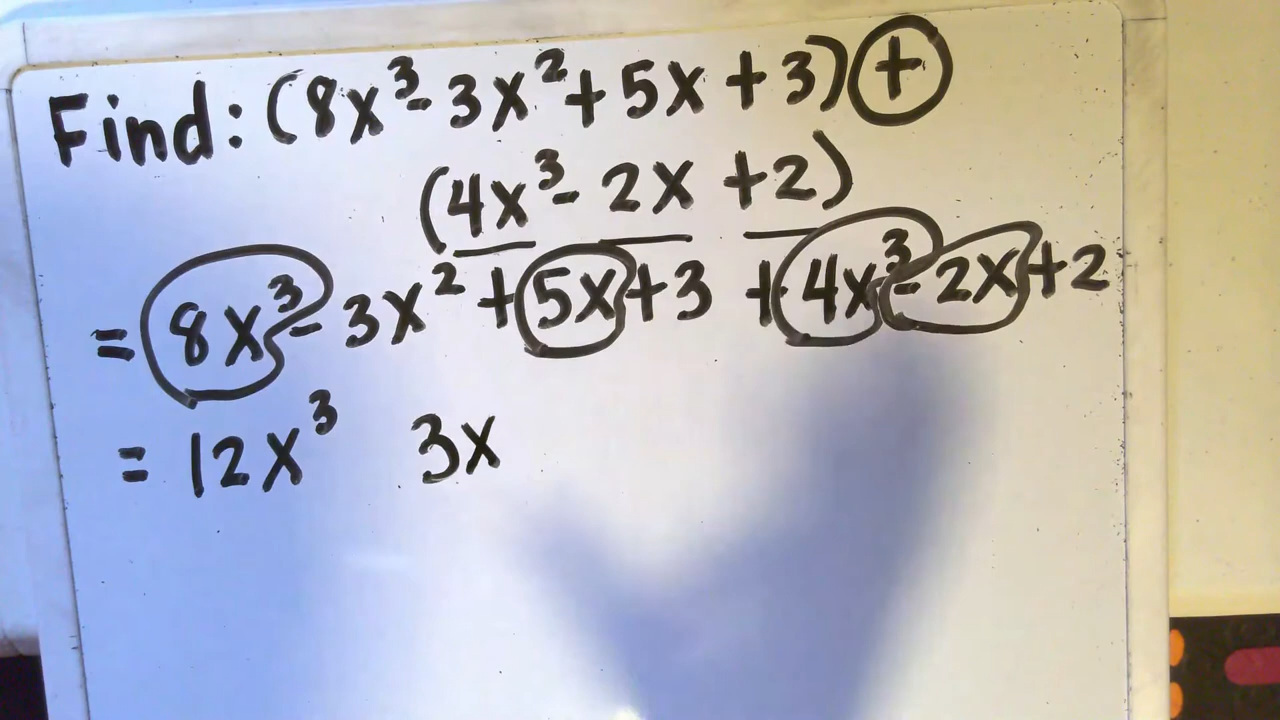 Find: (8x³ - 3x² + 5x + 3) +
(4x³ - 2x + 2)
= 8x³ - 3x² + 5x + 3 + 4x³ - 2x + 2
= 12x³ 3x